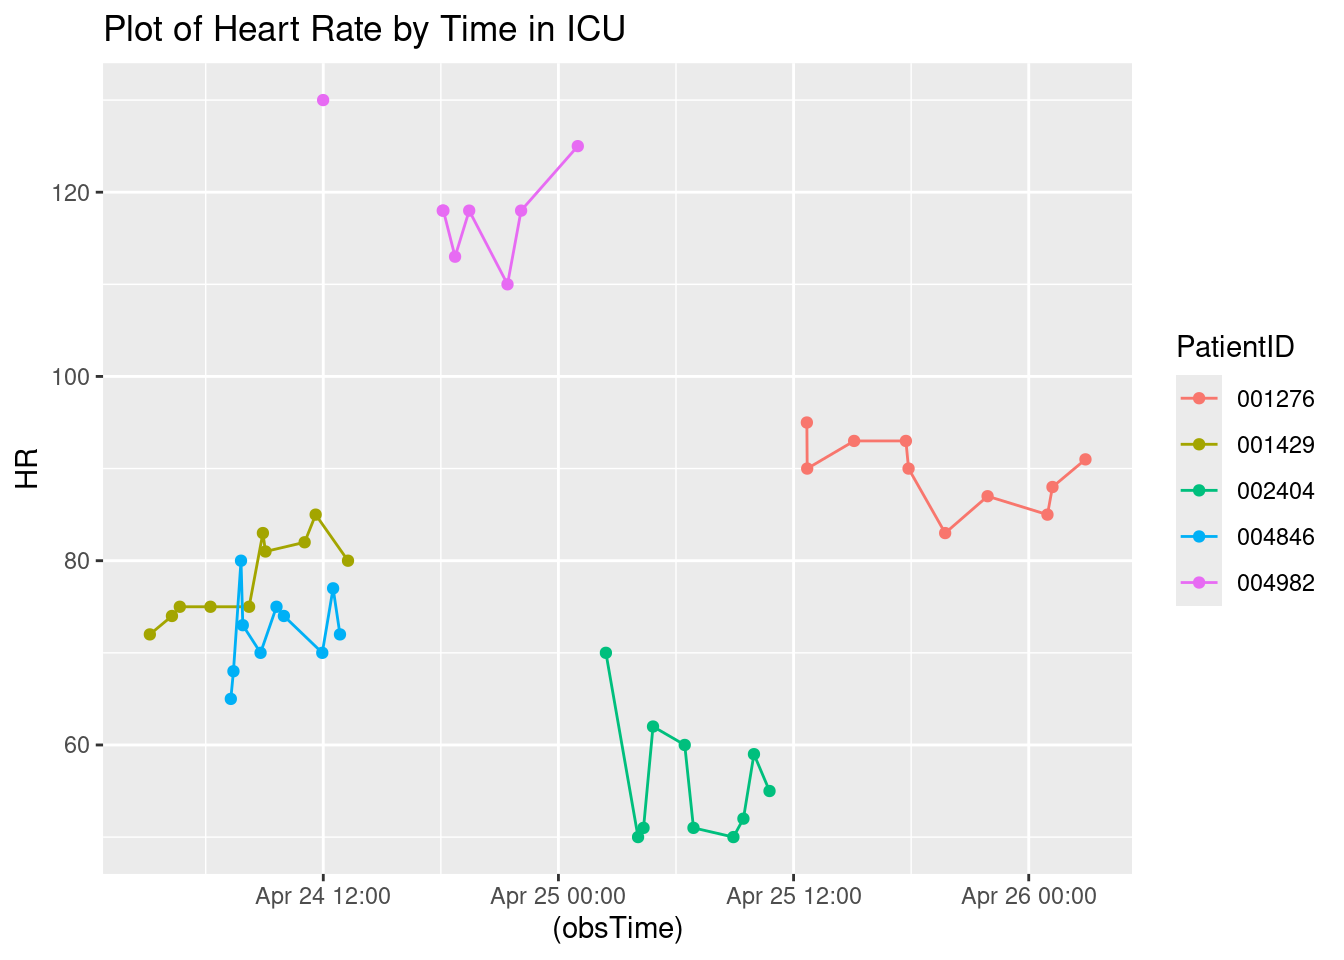 Plot of Heart Rate by Time in ICU
HR
120
100
80
60
Apr 24 12:00
Apr 25 00:00
Apr 25 12:00
Apr 26 00:00
(obsTime)
PatientID
001276
001429
002404
004846
004982